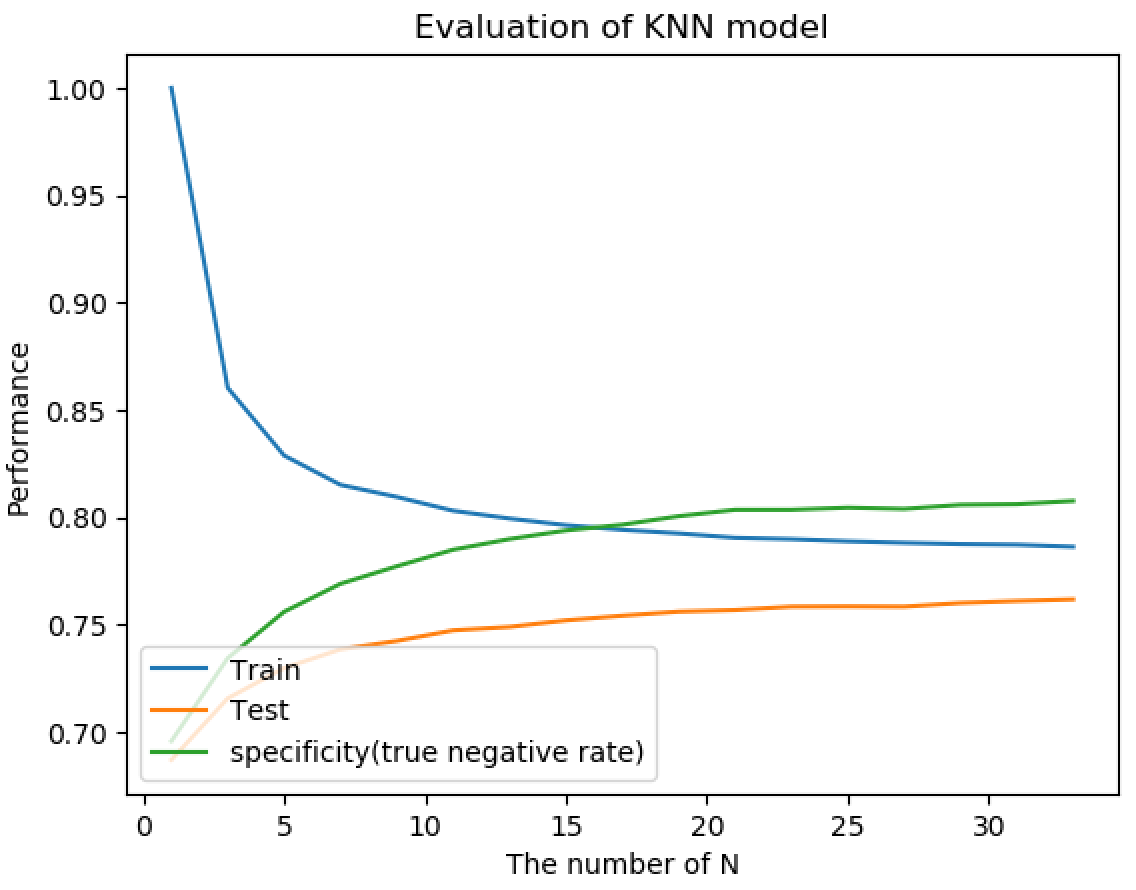 Evaluation of KNN model
1.00
0.95
0.90
0.85
0.80
0.75
0.70
Performance
Train
Test
specificity(true negative rate)
0 5 10 15 20 25 30
The number of N